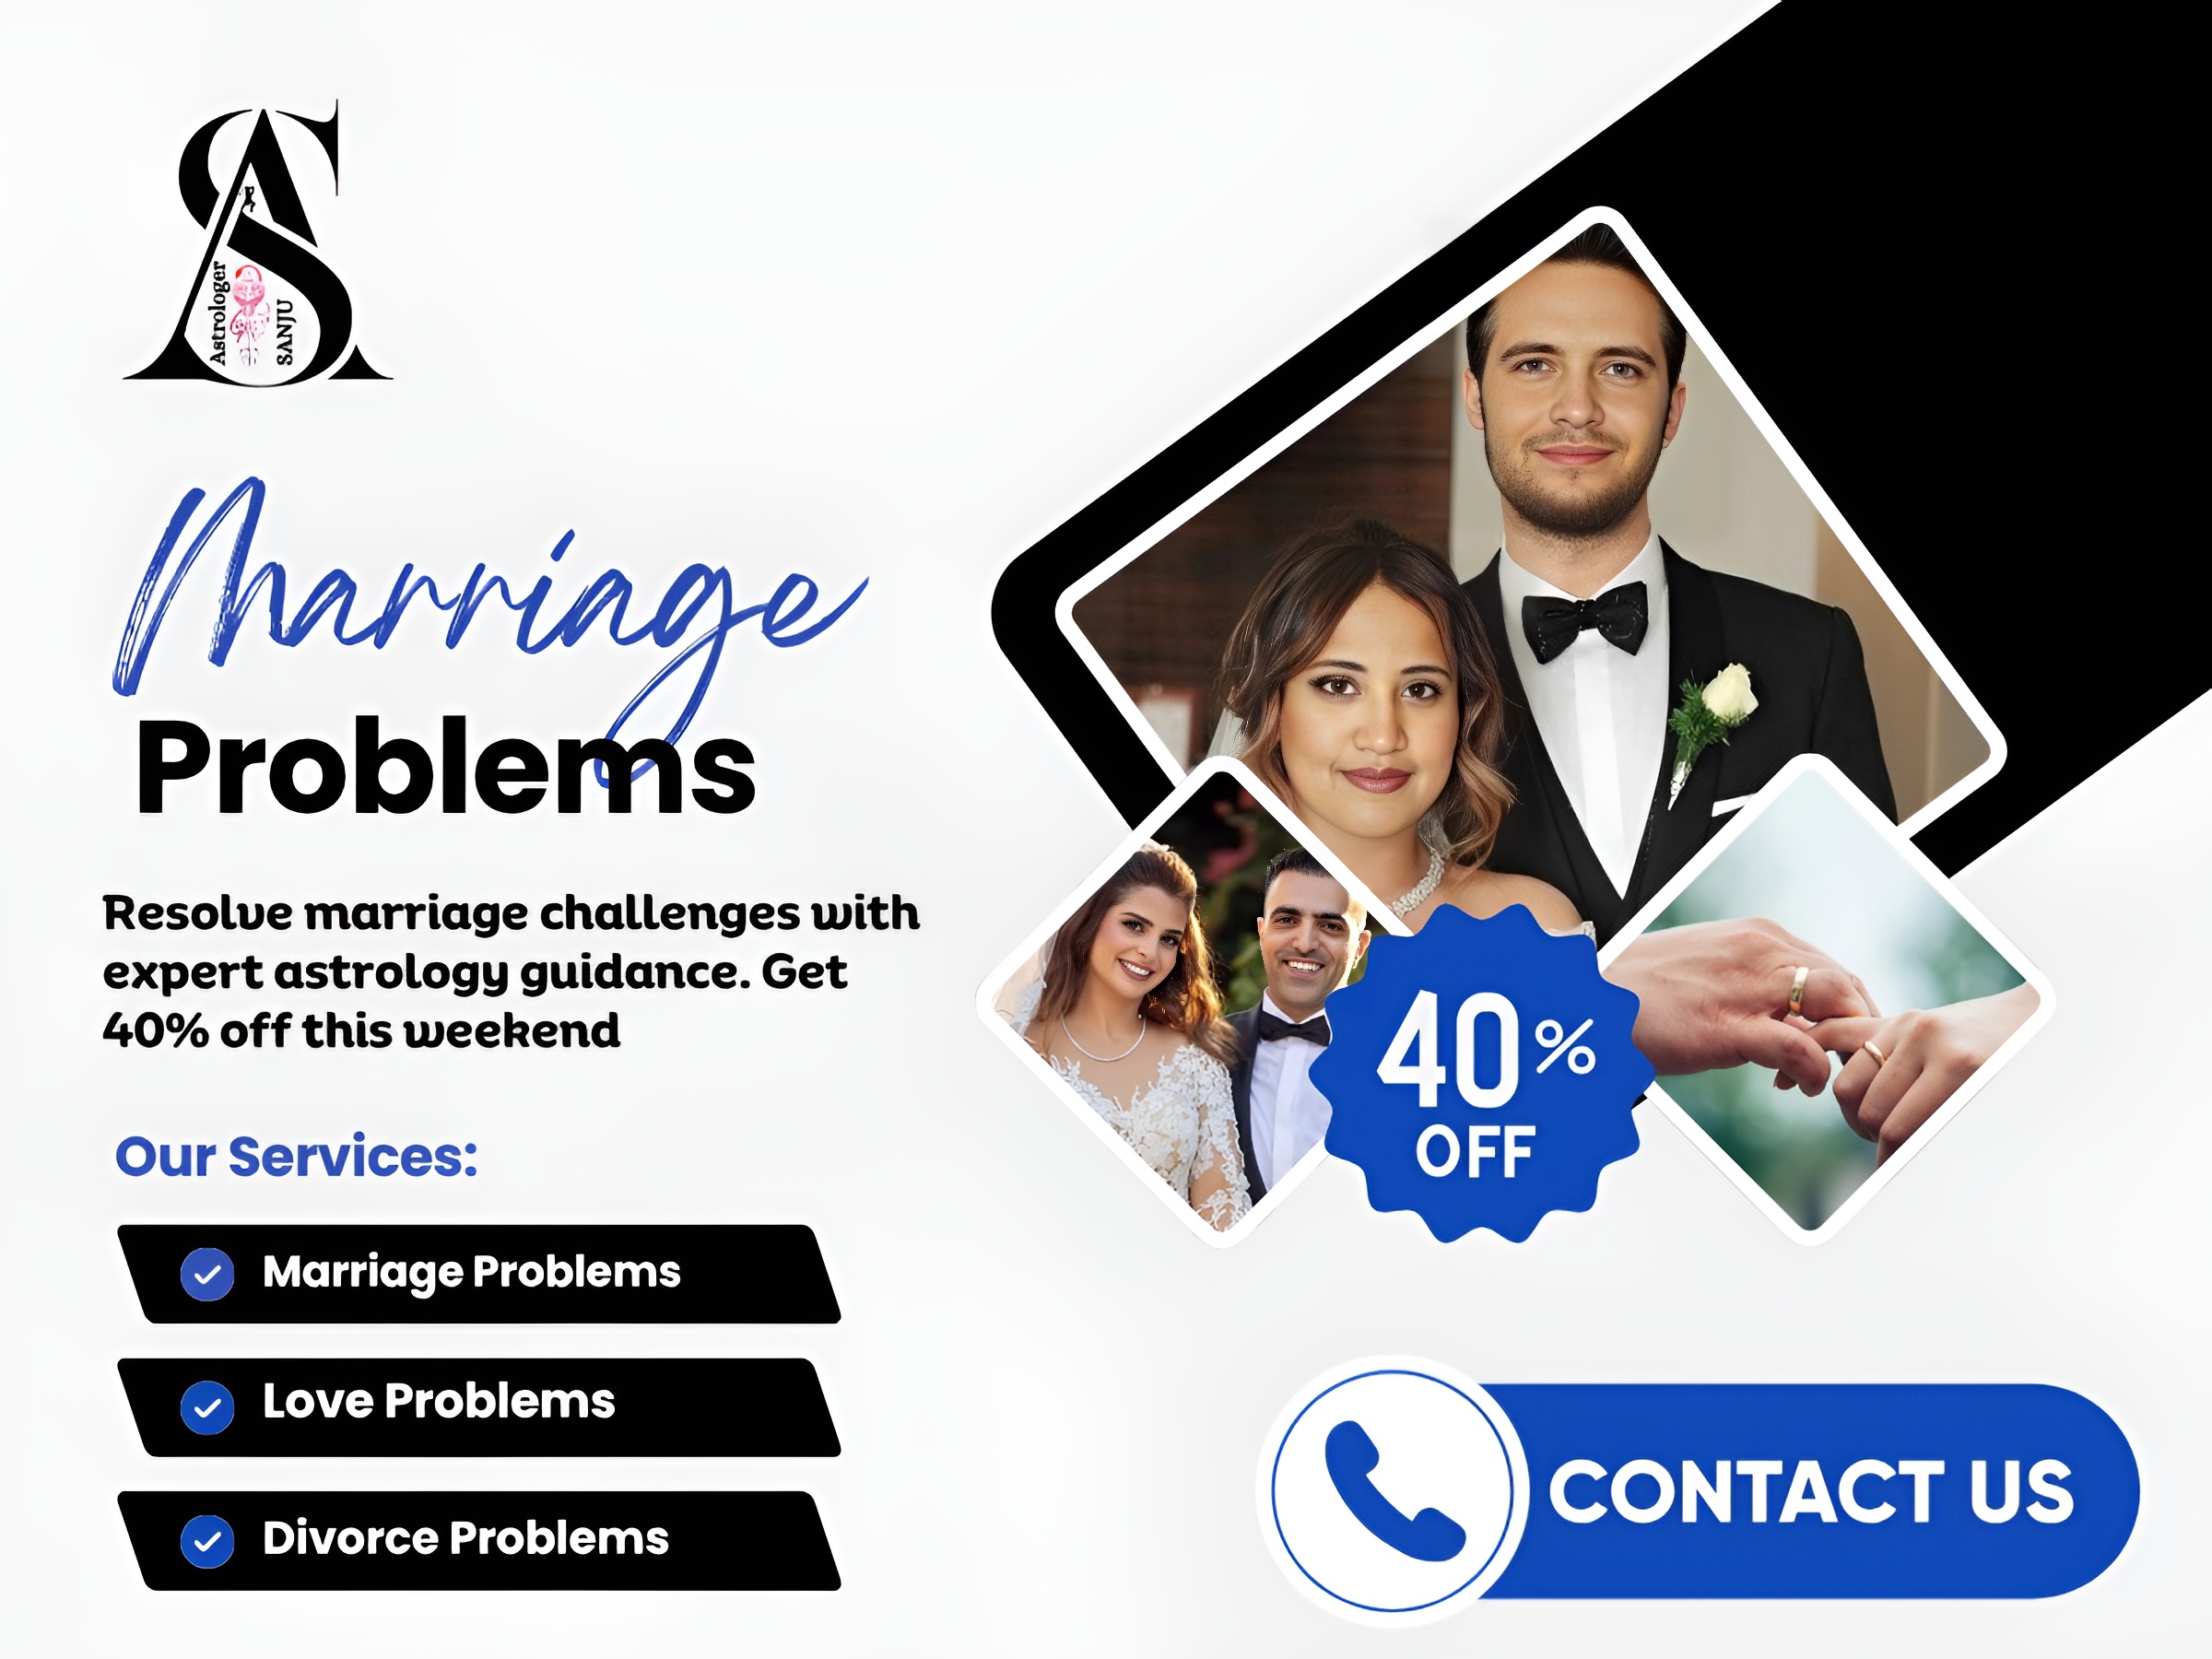 Astrologer
SANJU
Marriage
Problems
Resolve marriage challenges with
expert astrology guidance. Get
40% off this weekend
Our Services:
Marriage Problems
Love Problems
Divorce Problems
40%
OFF
CONTACT US